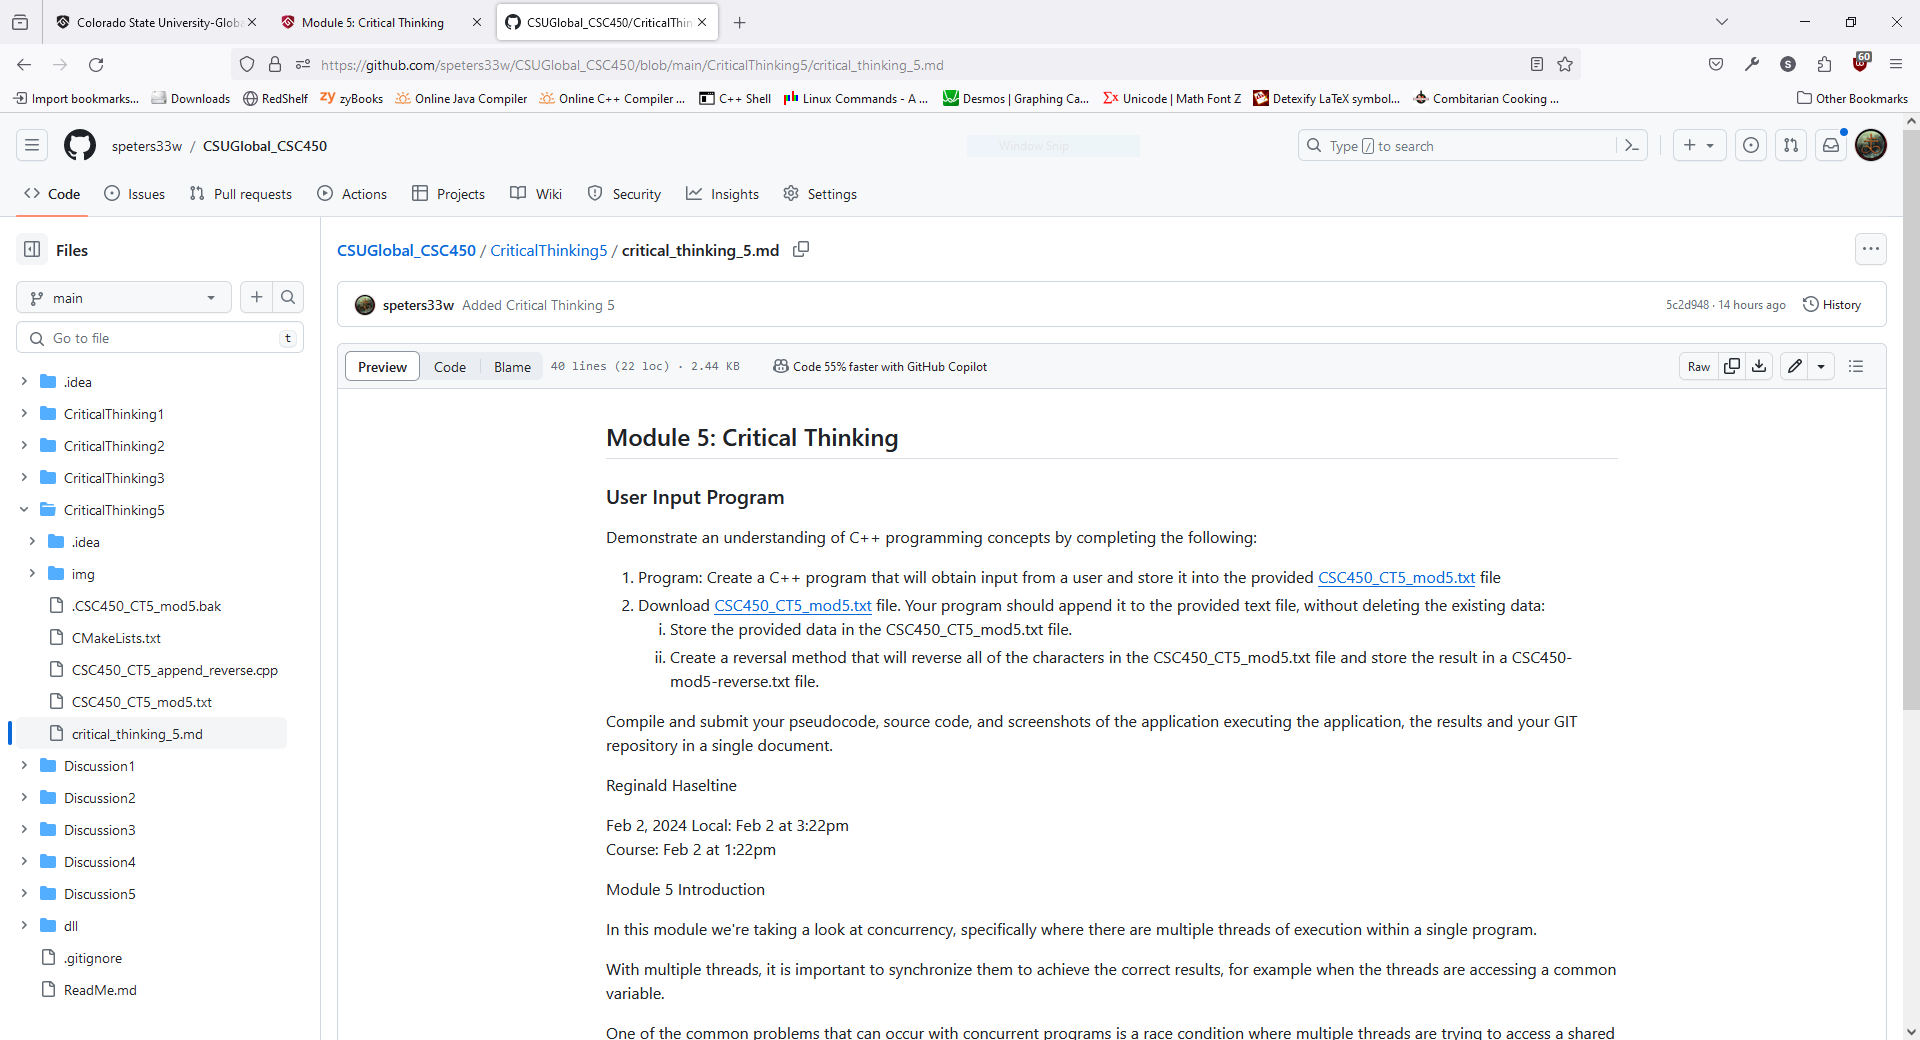 Colorado State University-Globa
Module 5: Critical Thinking
CSUGlobal_CSC450/CriticalThin
https://github.com/speters33w/CSUGlobal_CSC450/blob/main/CriticalThinking5/critical_thinking_5.md
S
60
Import bookmarks...
Downloads
RedShelf
zyBooks
Online Java Compiler
Online C++ Compiler ...
C++ Shell
Linux Commands - A ...
Desmos | Graphing Ca...
Unicode | Math Font Z
Detexify LaTeX symbol...
Combitarian Cooking ...
Other Bookmarks
speters33w / CSUGlobal_CSC450
Window Snip
Type / to search
Code
Issues
Pull requests
Actions
Projects
Wiki
Security
Insights
Settings
Files
main
Go to file
t
.idea
CriticalThinking1
CriticalThinking2
CriticalThinking3
CriticalThinking5
.idea
img
.CSC450_CT5_mod5.bak
CMakeLists.txt
CSC450_CT5_append_reverse.cpp
CSC450_CT5_mod5.txt
critical_thinking_5.md
Discussion1
Discussion2
Discussion3
Discussion4
Discussion5
dll
.gitignore
ReadMe.md
CSUGlobal_CSC450 / CriticalThinking5 / critical_thinking_5.md
speters33w Added Critical Thinking 5
5c2d948 · 14 hours ago
History
Preview
Code
Blame
40 lines (22 loc) · 2.44 KB
Code 55% faster with GitHub Copilot
Raw
Module 5: Critical Thinking
User Input Program
Demonstrate an understanding of C++ programming concepts by completing the following:
1. Program: Create a C++ program that will obtain input from a user and store it into the provided CSC450_CT5_mod5.txt file
2. Download CSC450_CT5_mod5.txt file. Your program should append it to the provided text file, without deleting the existing data:
i. Store the provided data in the CSC450_CT5_mod5.txt file.
ii. Create a reversal method that will reverse all of the characters in the CSC450_CT5_mod5.txt file and store the result in a CSC450-
mod5-reverse.txt file.
Compile and submit your pseudocode, source code, and screenshots of the application executing the application, the results and your GIT
repository in a single document.
Reginald Haseltine
Feb 2, 2024 Local: Feb 2 at 3:22pm
Course: Feb 2 at 1:22pm
Module 5 Introduction
In this module we're taking a look at concurrency, specifically where there are multiple threads of execution within a single program.
With multiple threads, it is important to synchronize them to achieve the correct results, for example when the threads are accessing a common
variable.
One of the common problems that can occur with concurrent programs is a race condition where multiple threads are trying to access a shared